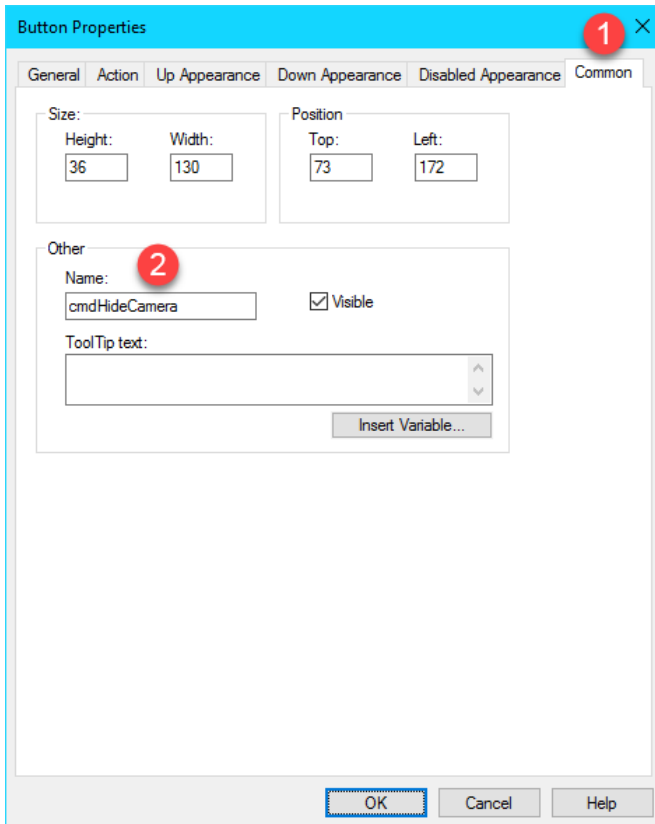 Button Properties
1
General Action Up Appearance Down Appearance Disabled Appearance Common
Size: Position
Height: Width: Top: Left:
36 130 73 172
Other
2
Name:
cmdHideCamera Visible
ToolTip text:
Insert Variable...
OK Cancel Help